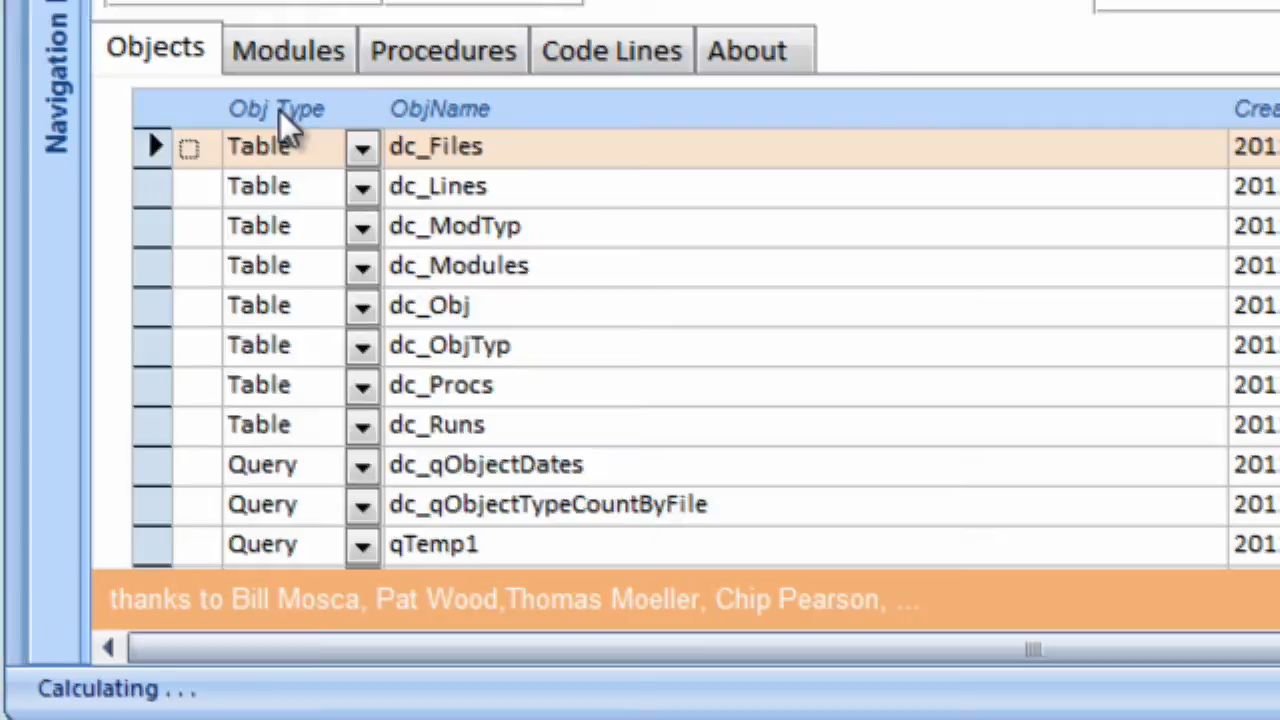 Navigation
Objects Modules Procedures Code Lines About
Obj Type ObjName
Table dc_Files
Table dc_Lines
Table dc_ModTyp
Table dc_Modules
Table dc_Obj
Table dc_ObjTyp
Table dc_Procs
Table dc_Runs
Query dc_qObjectDates
Query dc_qObjectTypeCountByFile
Query qTemp1
thanks to Bill Mosca, Pat Wood,Thomas Moeller, Chip Pearson, ...
Calculating . . .